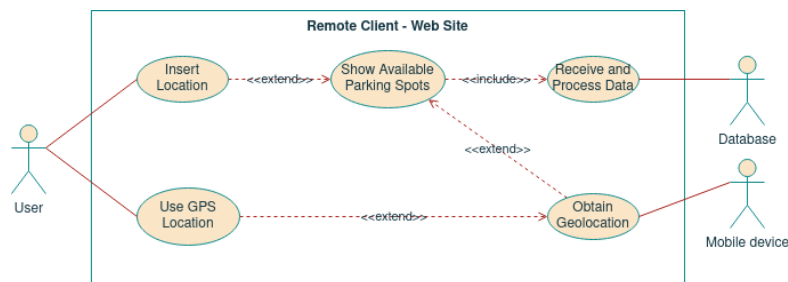 Remote Client - Web Site
Insert
Location
<<extend>>
Show Available
Parking Spots
<<include>>
Receive and
Process Data
Database
<<extend>>
User
Use GPS
Location
<<extend>>
Obtain
Geolocation
Mobile device